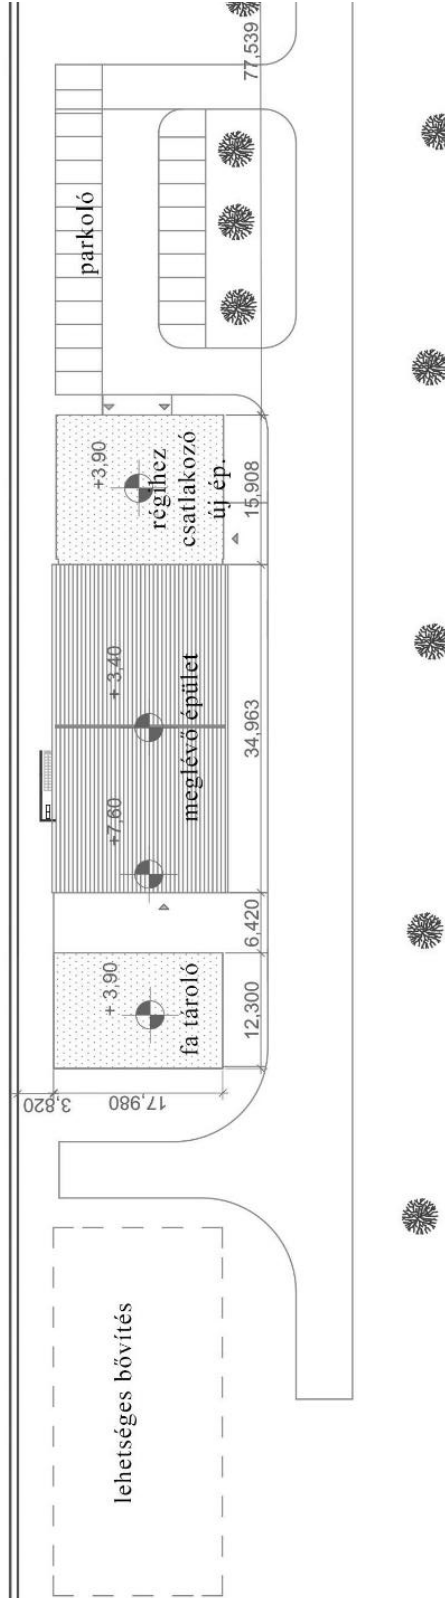 77,539
parkoló
+3,90
régihez
csatlakozó
új ép.
15,908
+ 3,40
+7,60
meglévő épület
34,963
6,420
+ 3,90
fa tároló
12,300
3,820
17,980
lehetséges bővítés